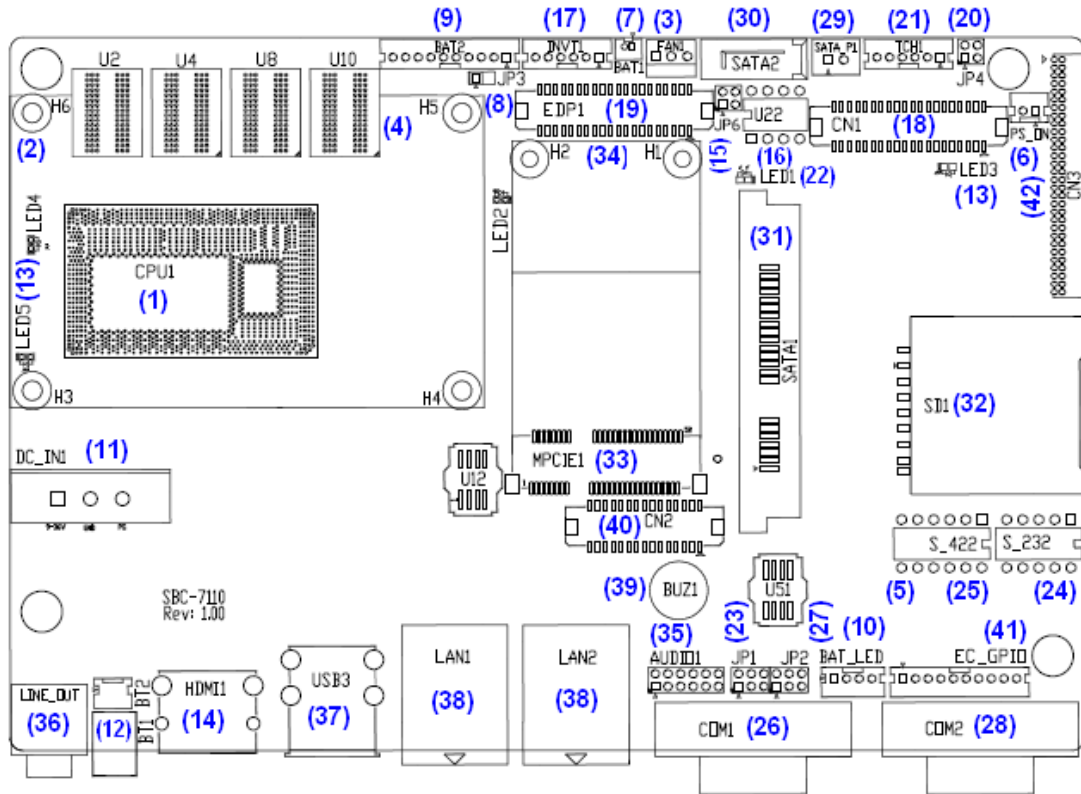 (9) (17) (7) (3) (30) (29) (21) (20)
BAT2 INVT1 BAT1 FAN1 SATA2 SATA_P1 TCH1 JP4
U2 U4 U8 U10 JP3
H6 H5 (8) EDP1 (19) JP6 U22 CN1 (18) PS_ON
(2) (4) (34) (15) (16) (6)
H2 H1 LED1 (22) LED3 (13) (42) CN3
LED4 LED2 (31)
(13) CPU1
(1)
LED5 SATA1
H3 H4 SD1 (32)
DC_IN1 (11) MPCIE1 (33)
U12
9~36V GND
(40) CN2 S_422 S_232
(39) BUZ1 U51 (5) (25) (24)
SBC-7110
Rev: 1.00
(35) (23) (27) (10) (41)
LAN1 LAN2 AUDIO1 JP1 JP2 BAT_LED EC_GPIO
LINE_OUT BT2 HDMI1 USB3
(36) (12) BT1 (14) (37) (38) (38)
COM1 (26) COM2 (28)